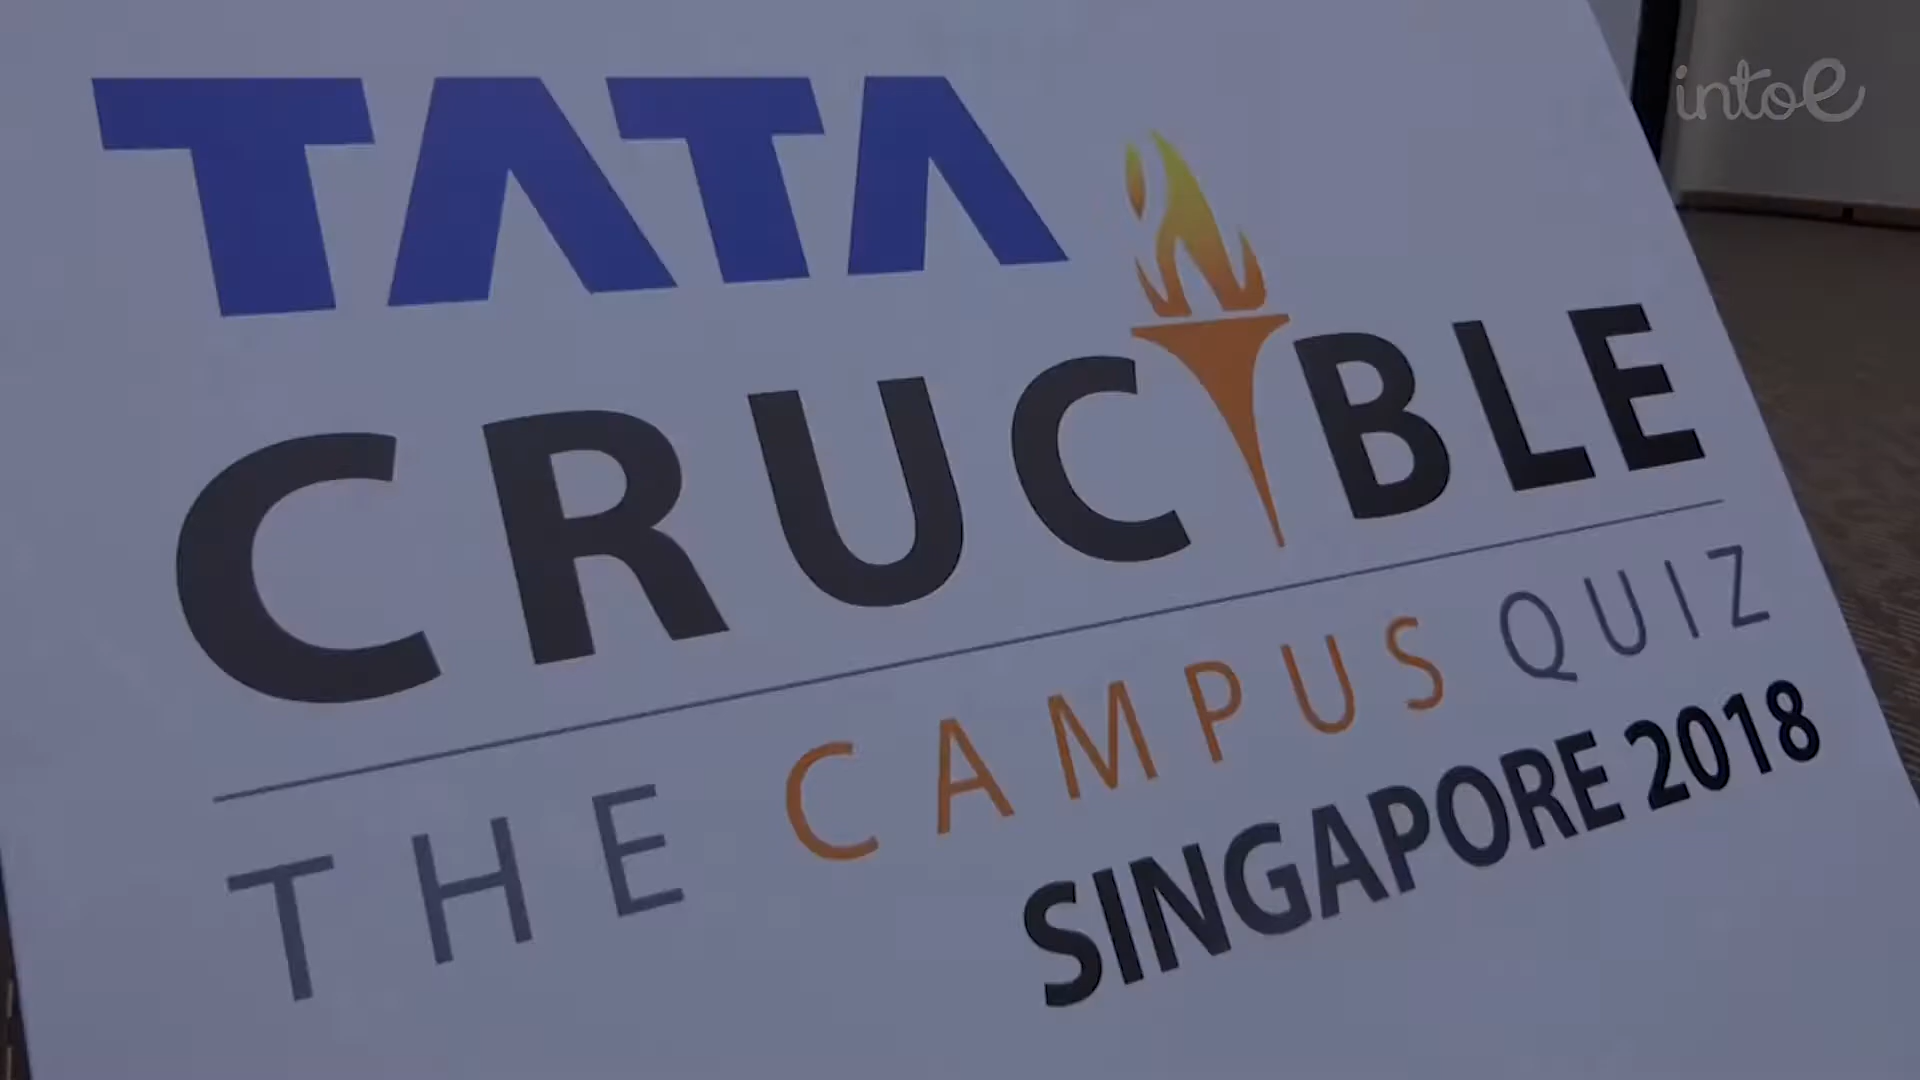 intoe
TATA
CRUCIBLE
THE CAMPUS QUIZ
SINGAPORE 2018